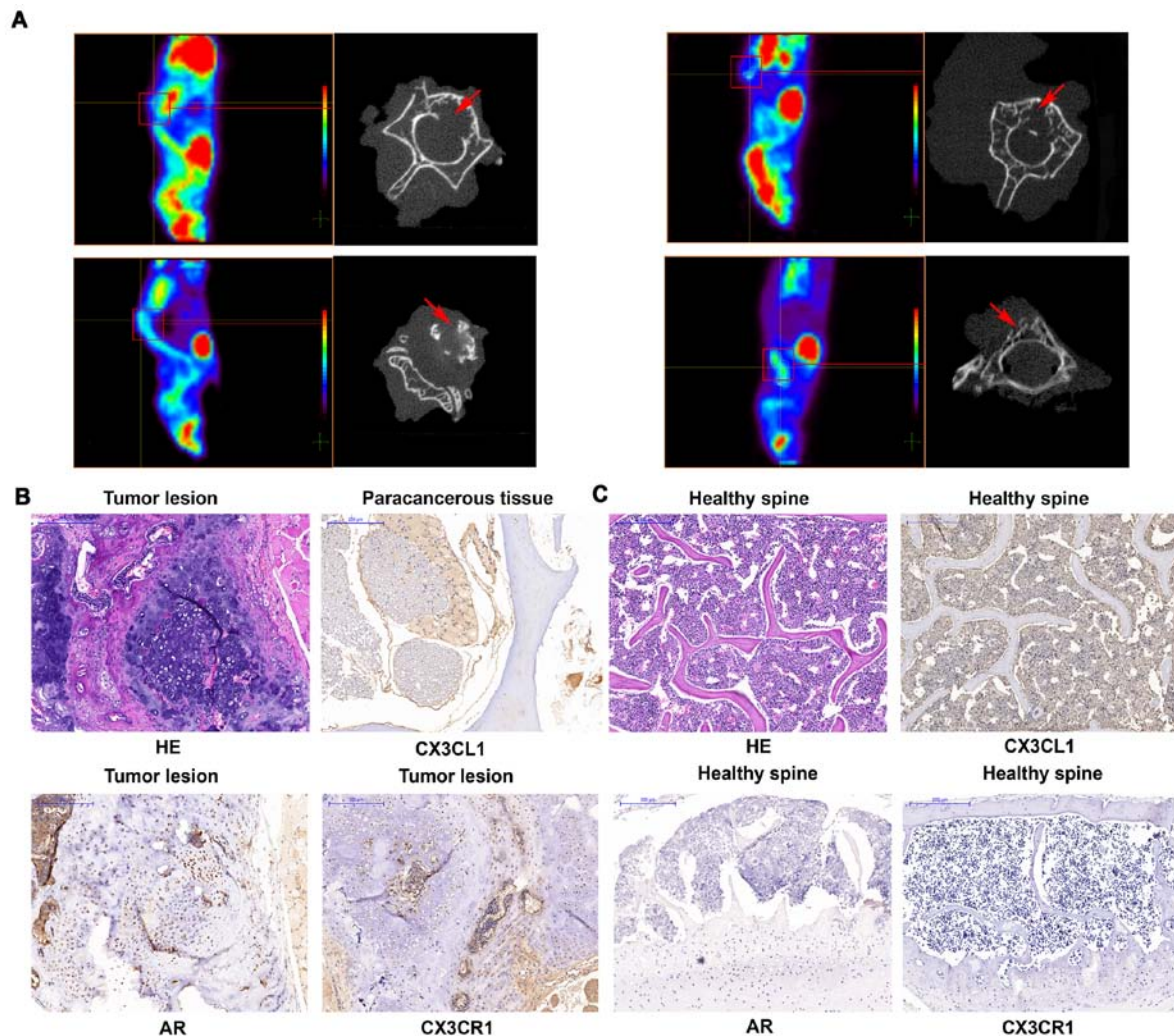 A
B
Tumor lesion
Paracancerous tissue
C
Healthy spine
Healthy spine
HE
CX3CL1
HE
CX3CL1
Tumor lesion
Tumor lesion
Healthy spine
Healthy spine
AR
CX3CR1
AR
CX3CR1